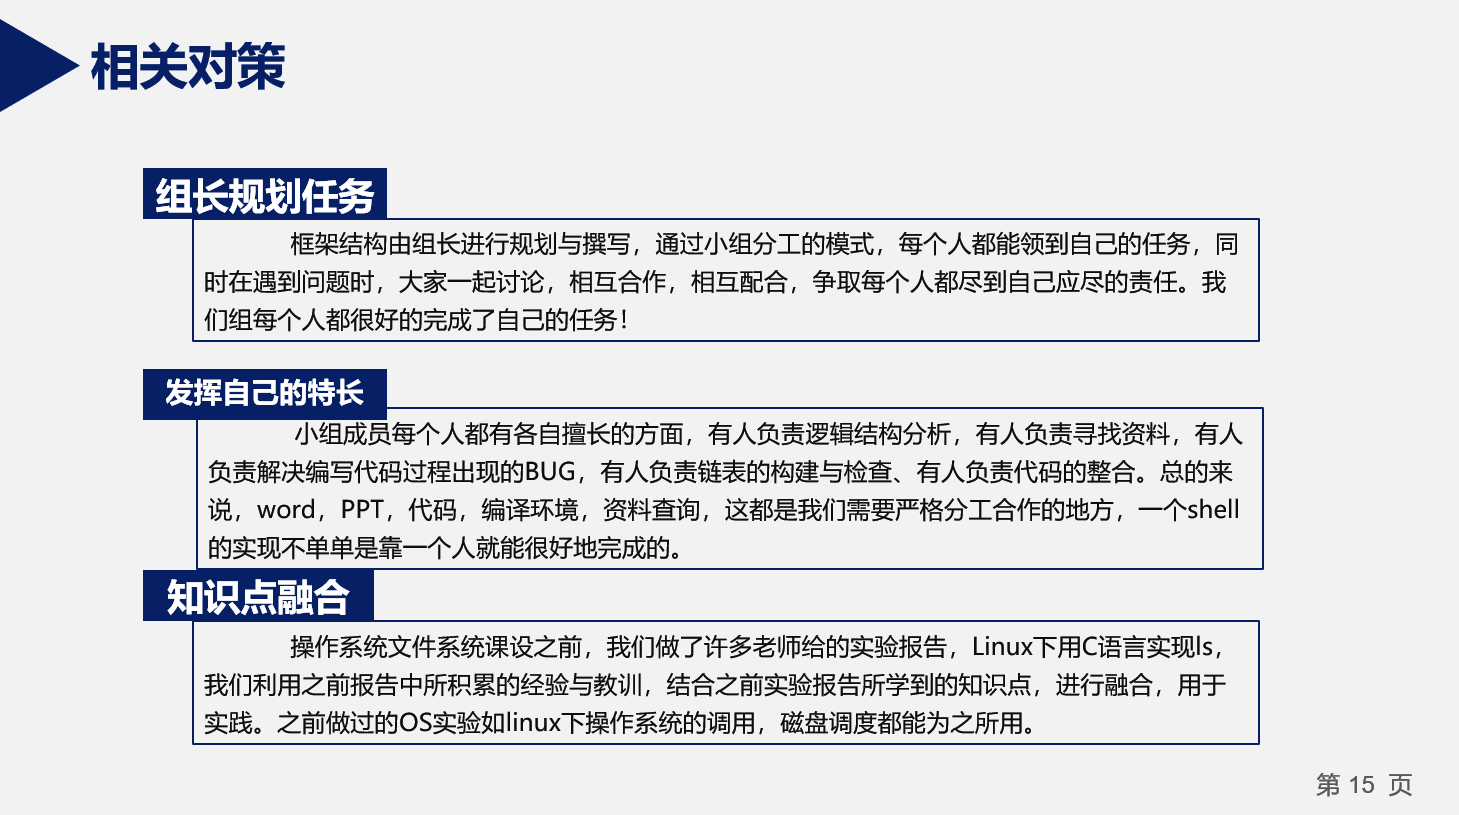 相关对策
组长规划任务
框架结构由组长进行规划与撰写，通过小组分工的模式，每个人都能领到自己的任务，同
时在遇到问题时，大家一起讨论，相互合作，相互配合，争取每个人都尽到自己应尽的责任。我
们组每个人都很好的完成了自己的任务！
发挥自己的特长
小组成员每个人都有各自擅长的方面，有人负责逻辑结构分析，有人负责寻找资料，有人
负责解决编写代码过程出现的BUG，有人负责链表的构建与检查、有人负责代码的整合。总的来
说，word，PPT，代码，编译环境，资料查询，这都是我们需要严格分工合作的地方，一个shell
的实现不单单是靠一个人就能很好地完成的。
知识点融合
操作系统文件系统课设之前，我们做了许多老师给的实验报告，Linux下用C语言实现ls，
我们利用之前报告中所积累的经验与教训，结合之前实验报告所学到的知识点，进行融合，用于
实践。之前做过的OS实验如linux下操作系统的调用，磁盘调度都能为之所用。
第 15 页